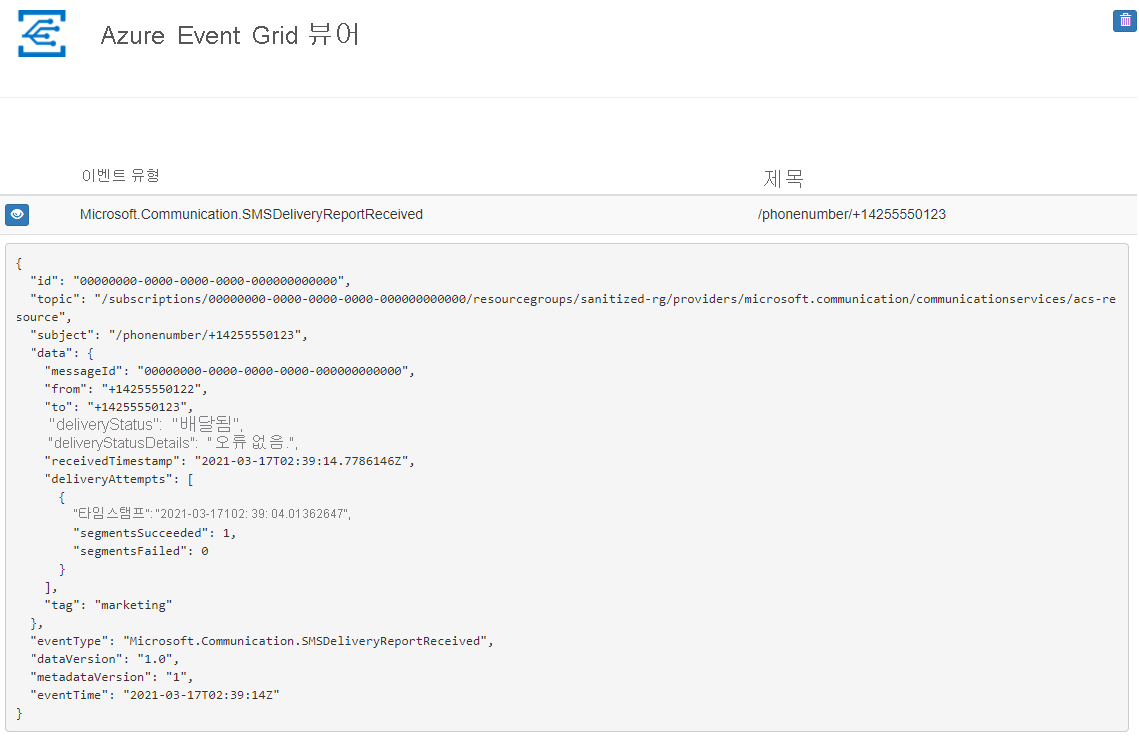 Azure Event Grid 뷰어
이벤트 유형 제목
Microsoft.Communication.SMSDeliveryReportReceived /phonenumber/+14255550123
{
"id": "00000000-0000-0000-0000-000000000000",
"topic": "/subscriptions/00000000-0000-0000-0000-000000000000/resourcegroups/sanitized-rg/providers/microsoft.communication/communicationservices/acs-re
source",
"subject": "/phonenumber/+14255550123",
"data": {
"messageId": "00000000-0000-0000-0000-000000000000",
"from": "+14255550122",
"to": "+14255550123",
"deliveryStatus": "배달됨",
"deliveryStatusDetails": "오류 없음.",
"receivedTimestamp": "2021-03-17T02:39:14.7786146Z",
"deliveryAttempts": [
{
"타임스탬프":"2021-03-17102: 39: 04.01362647",
"segmentsSucceeded": 1,
"segmentsFailed": 0
}
],
"tag": "marketing"
},
"eventType": "Microsoft.Communication.SMSDeliveryReportReceived",
"dataVersion": "1.0",
"metadataVersion": "1",
"eventTime": "2021-03-17T02:39:14Z"
}